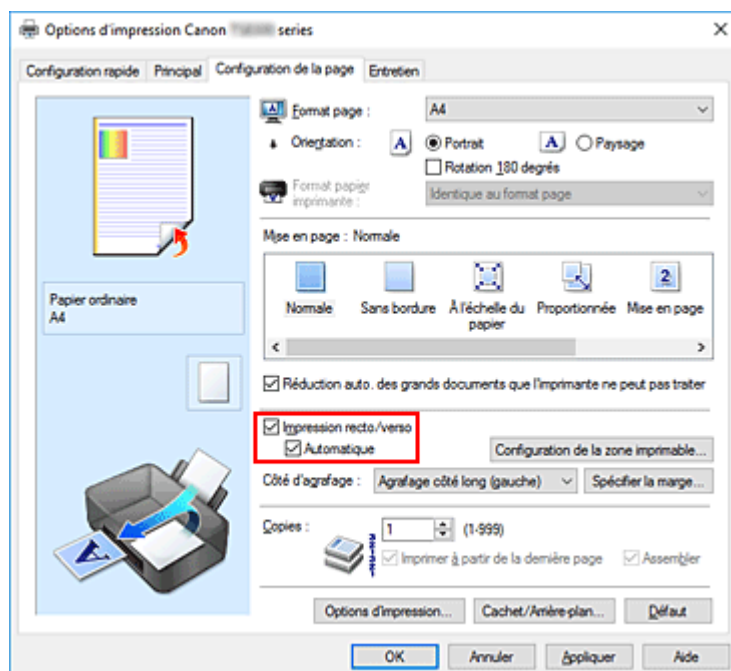 Options d'impression Canon series
Configuration rapide Principal Configuration de la page Entretien
Format page : A4
Orientation : A Portrait A Paysage
Rotation 180 degrés
Format papier imprimante : Identique au format page
Mise en page : Normale
Normale Sans bordure À l'échelle du papier Proportionnée 2 Mise en page
Papier ordinaire
A4
Réduction auto. des grands documents que l'imprimante ne peut pas traiter
Impression recto/verso
Automatique Configuration de la zone imprimable...
Côté d'agrafage : Agrafage côté long (gauche) Spécifier la marge...
Copies : 1 (1-999)
Imprimer à partir de la dernière page Assembler
A
Options d'impression... Cachet/Arrière-plan... Défaut
OK Annuler Appliquer Aide